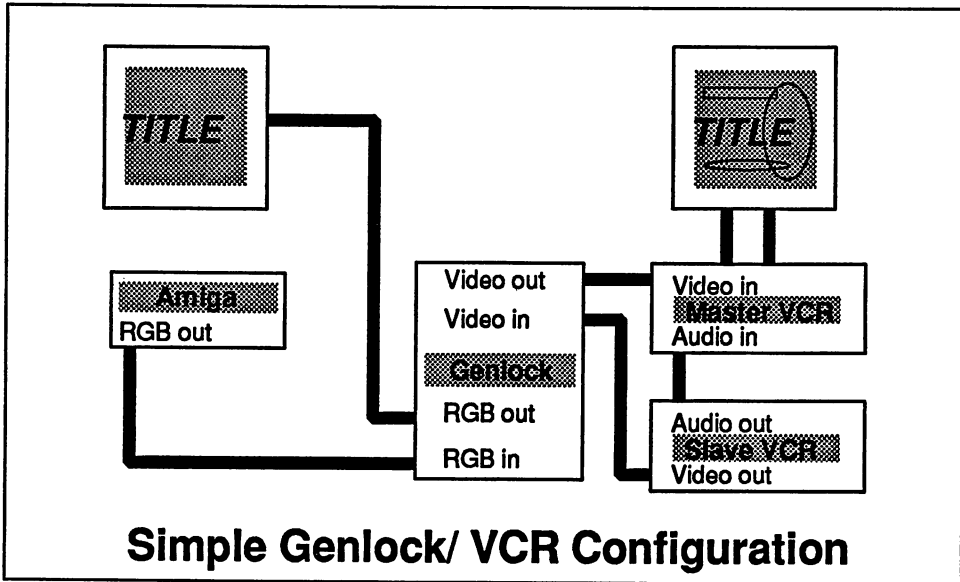 TITLE
TITLE
Amiga
RGB out
Video out
Video in
Genlock
RGB out
RGB in
Video in
Master VCR
Audio in
Audio out
Slave VCR
Video out
Simple Genlock/ VCR Configuration